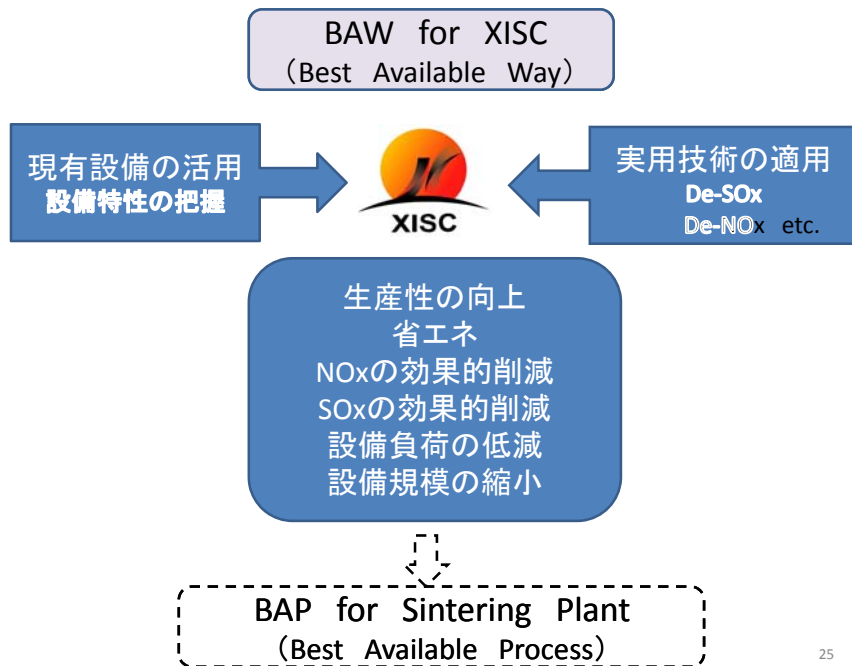 BAW for XISC
（Best Available Way）
現有設備の活用
設備特性の把握
XISC
実用技術の適用
De-SOx
De-NOx etc.
生産性の向上
省エネ
NOxの効果的削減
SOxの効果的削減
設備負荷の低減
設備規模の縮小
BAP for Sintering Plant
（Best Available Process）
25